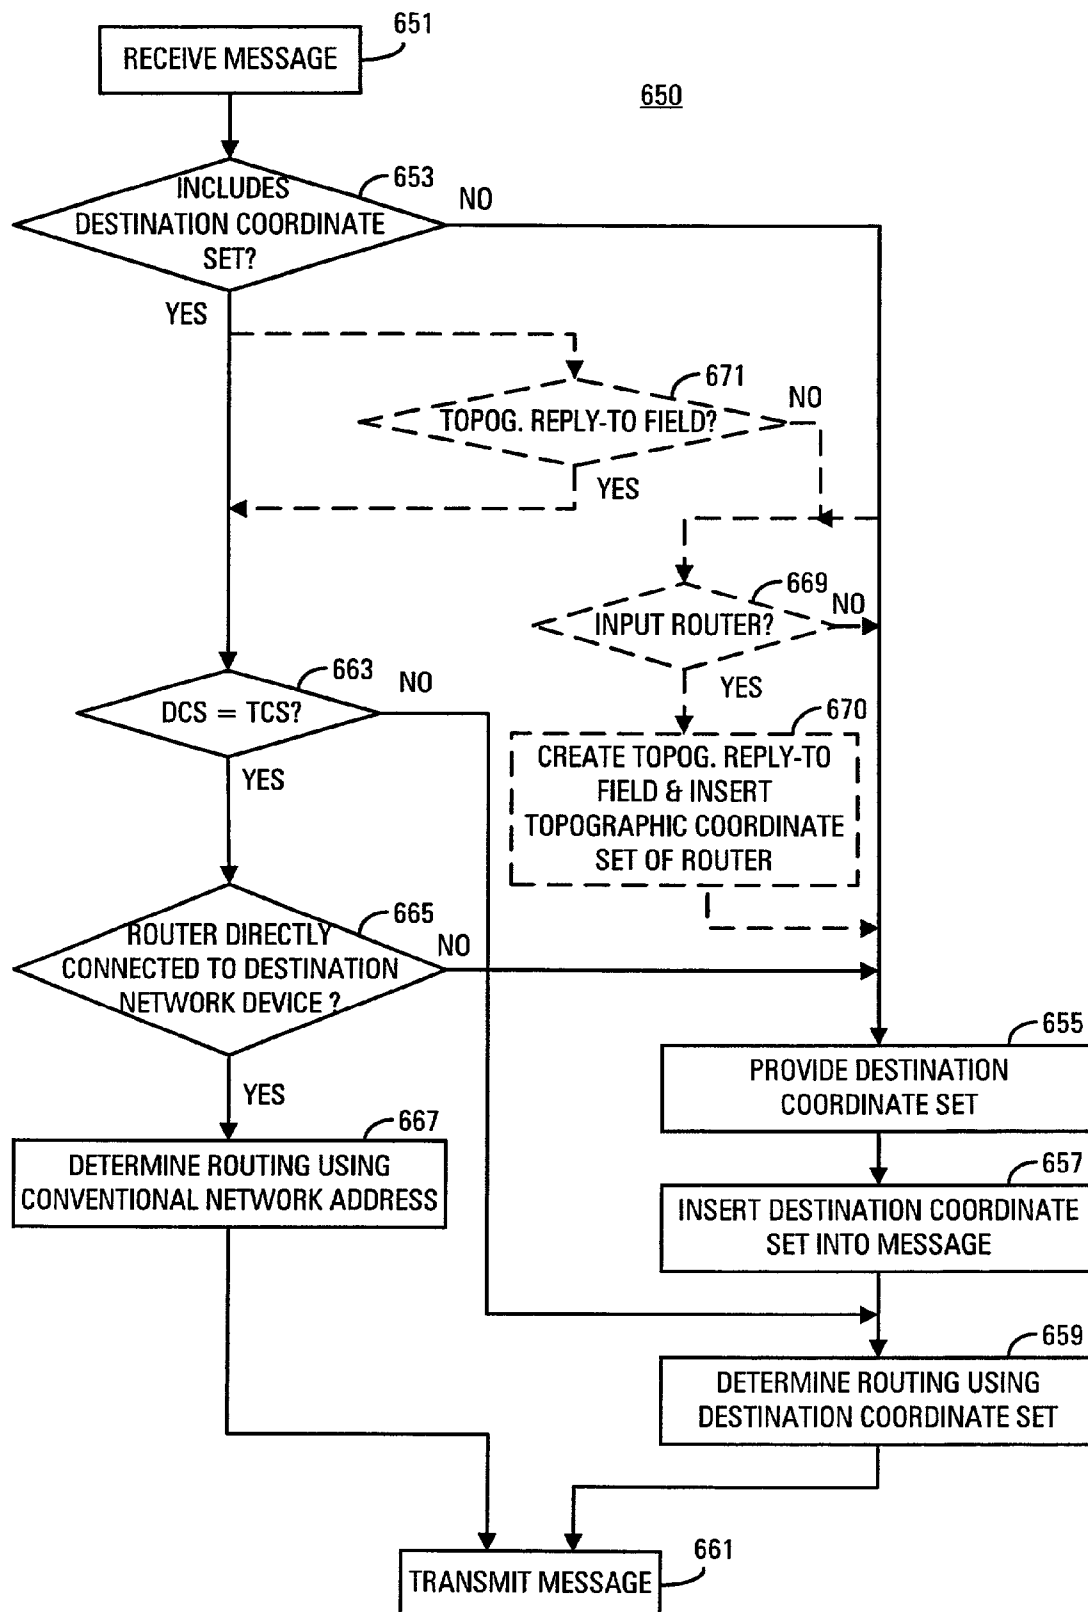 651
RECEIVE MESSAGE
650
653
INCLUDES
DESTINATION COORDINATE
SET?
NO
YES
671
TOPOG. REPLY-TO FIELD?
NO
YES
669
INPUT ROUTER?
NO
YES
663
DCS = TCS?
NO
YES
670
CREATE TOPOG. REPLY-TO
FIELD & INSERT
TOPOGRAPHIC COORDINATE
SET OF ROUTER
665
ROUTER DIRECTLY
CONNECTED TO DESTINATION
NETWORK DEVICE ?
NO
YES
655
PROVIDE DESTINATION
COORDINATE SET
667
DETERMINE ROUTING USING
CONVENTIONAL NETWORK ADDRESS
657
INSERT DESTINATION COORDINATE
SET INTO MESSAGE
659
DETERMINE ROUTING USING
DESTINATION COORDINATE SET
661
TRANSMIT MESSAGE